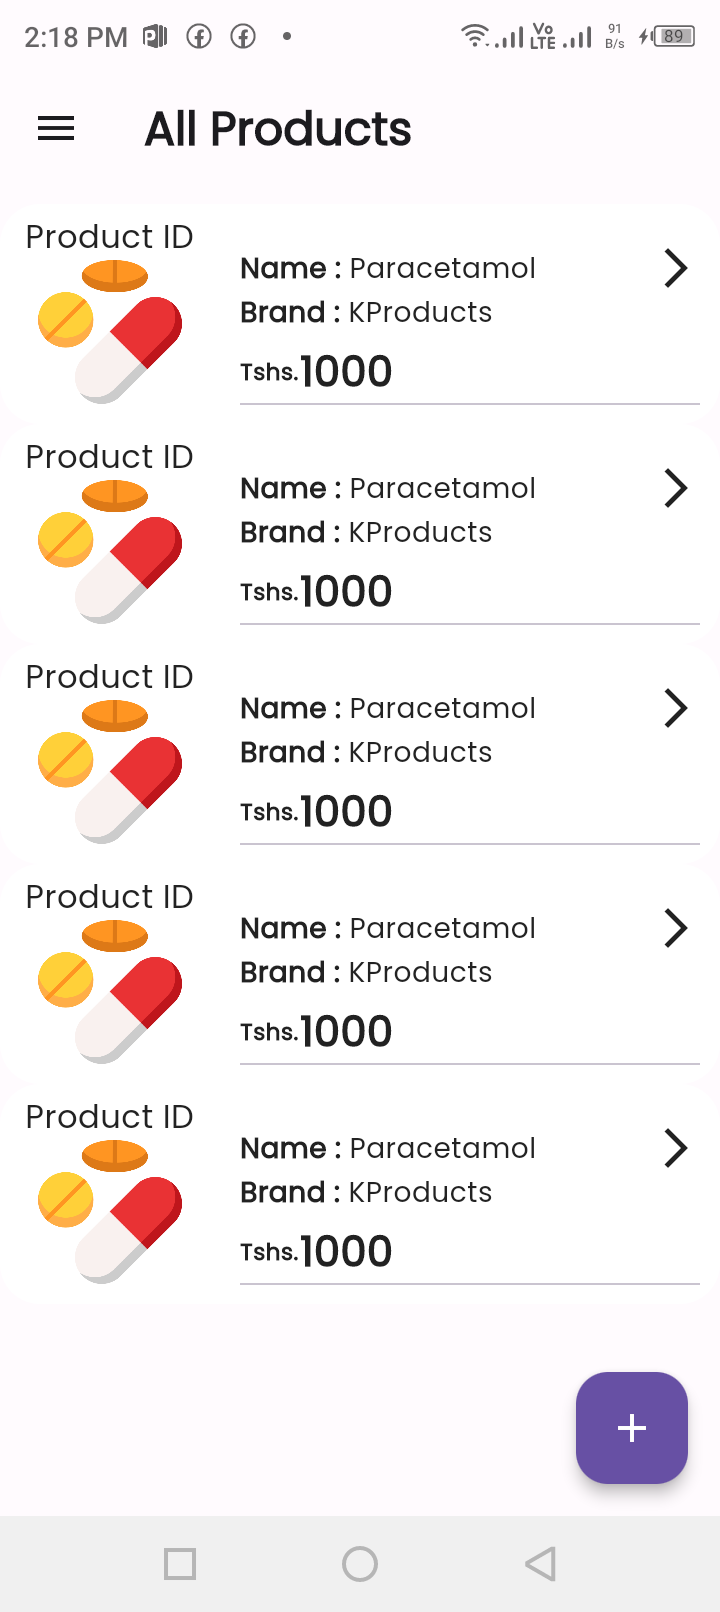 2:18 PM
Vo LTE
91 B/s
89
All Products
Product ID
Name : Paracetamol
Brand : KProducts
Tshs.1000
Product ID
Name : Paracetamol
Brand : KProducts
Tshs.1000
Product ID
Name : Paracetamol
Brand : KProducts
Tshs.1000
Product ID
Name : Paracetamol
Brand : KProducts
Tshs.1000
Product ID
Name : Paracetamol
Brand : KProducts
Tshs.1000